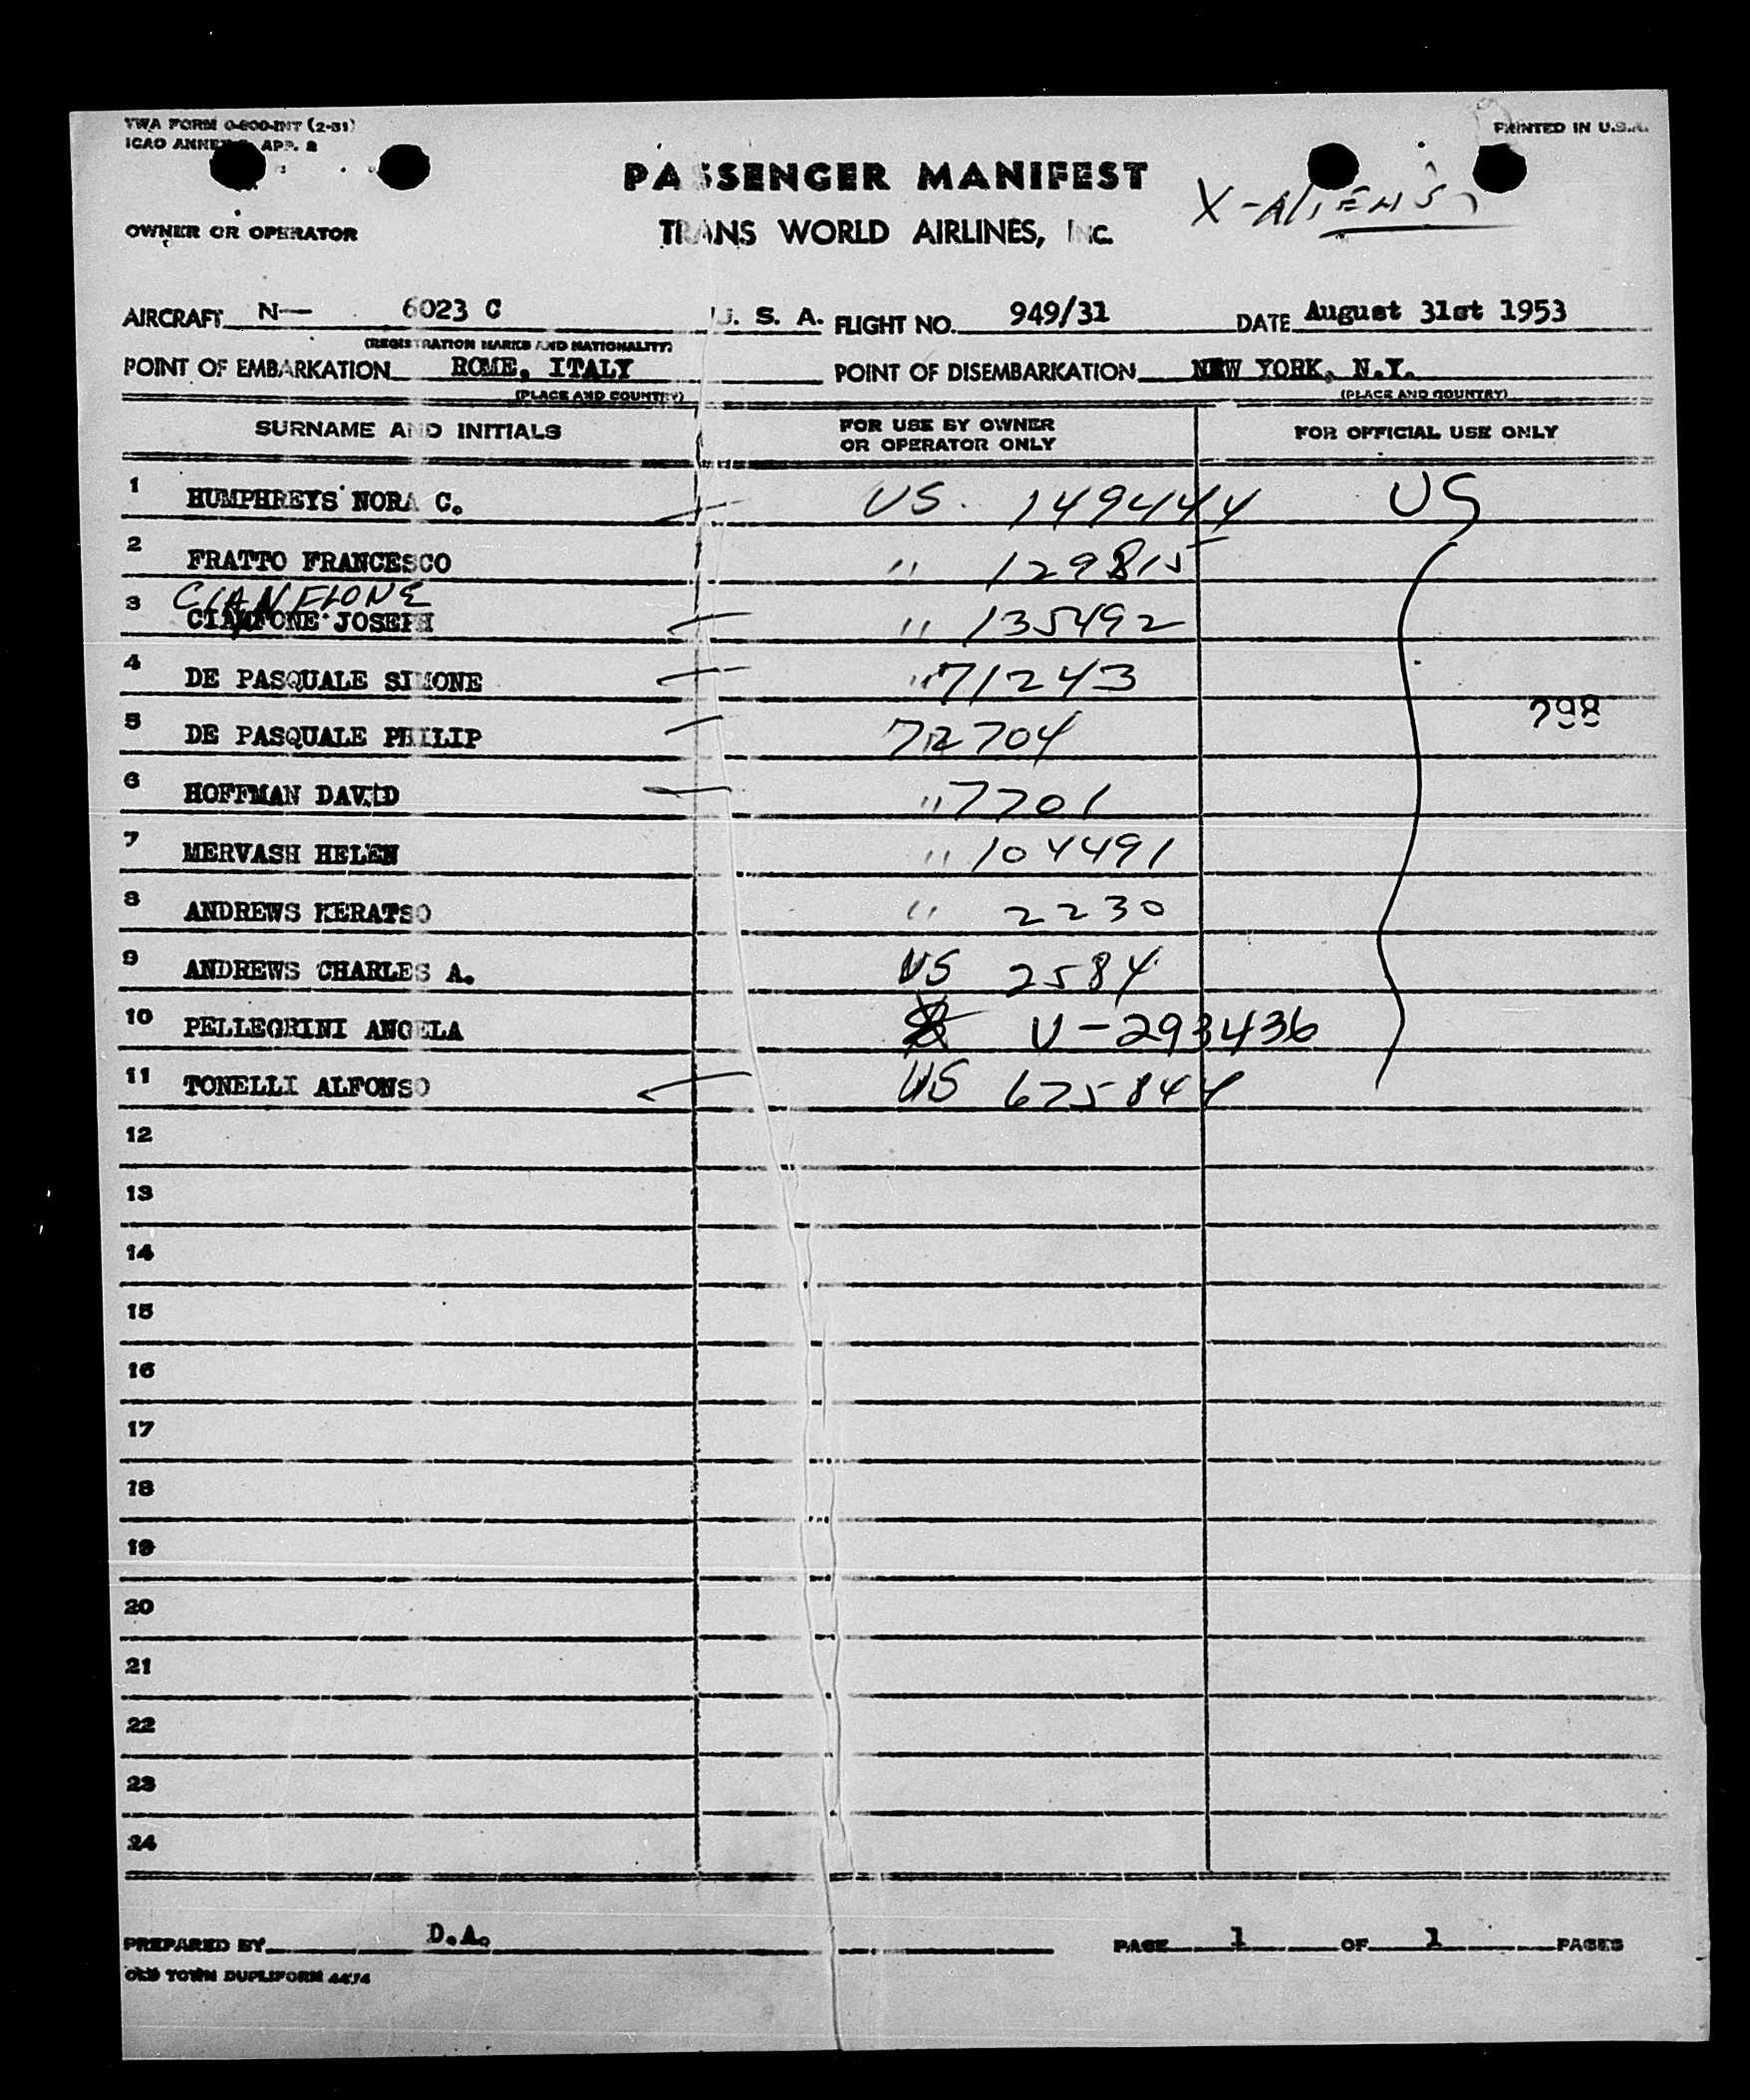 TWA FORM 0-800-INT (2-51)
PRINTED IN U.S.A.
ICAO ANNEX APP. 2
PASSENGER MANIFEST
X-ALIENS
OWNER OR OPERATOR
TRANS WORLD AIRLINES, INC.
AIRCRAFT N— 6023 C U. S. A. FLIGHT NO. 949/31 DATE August 31st 1953
(REGISTRATION MARKS AND NATIONALITY)
POINT OF EMBARKATION ROME, ITALY POINT OF DISEMBARKATION NEW YORK, N.Y.
(PLACE AND COUNTRY) (PLACE AND COUNTRY)
SURNAME AND INITIALS FOR USE BY OWNER OR OPERATOR ONLY FOR OFFICIAL USE ONLY
1 HUMPHREYS NORA C. US. 149444 US
2 FRATTO FRANCESCO " 129815
CIANFLONE
3 JOSEPH " 135492
4 DE PASQUALE SIMONE " 71243
5 DE PASQUALE PHILIP 72704 798
6 HOFFMAN DAVID " 7701
7 MERVASH HELEN " 104491
8 ANDREWS KERATSO " 2230
9 ANDREWS CHARLES A. US 2584
10 PELLEGRINI ANGELA U-293436
11 TONELLI ALFONSO US 675844
12
13
14
15
16
17
18
19
20
21
22
23
24
PREPARED BY D.A. PAGE 1 OF 1 PAGES
OLD TOWN DUPLIFORM 4474